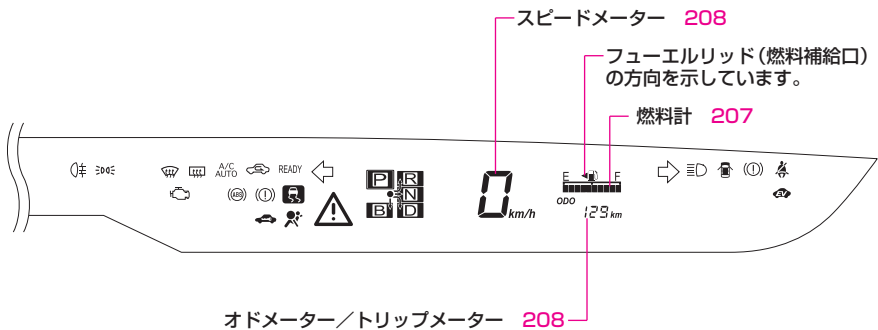 スピードメーター 208
フューエルリッド（燃料補給口）
の方向を示しています。
燃料計 207
A/C
AUTO
READY
P
R
N
B
D
0 km/h
E F
ODO
129 km
(ABS)
EV
オドメーター／トリップメーター 208